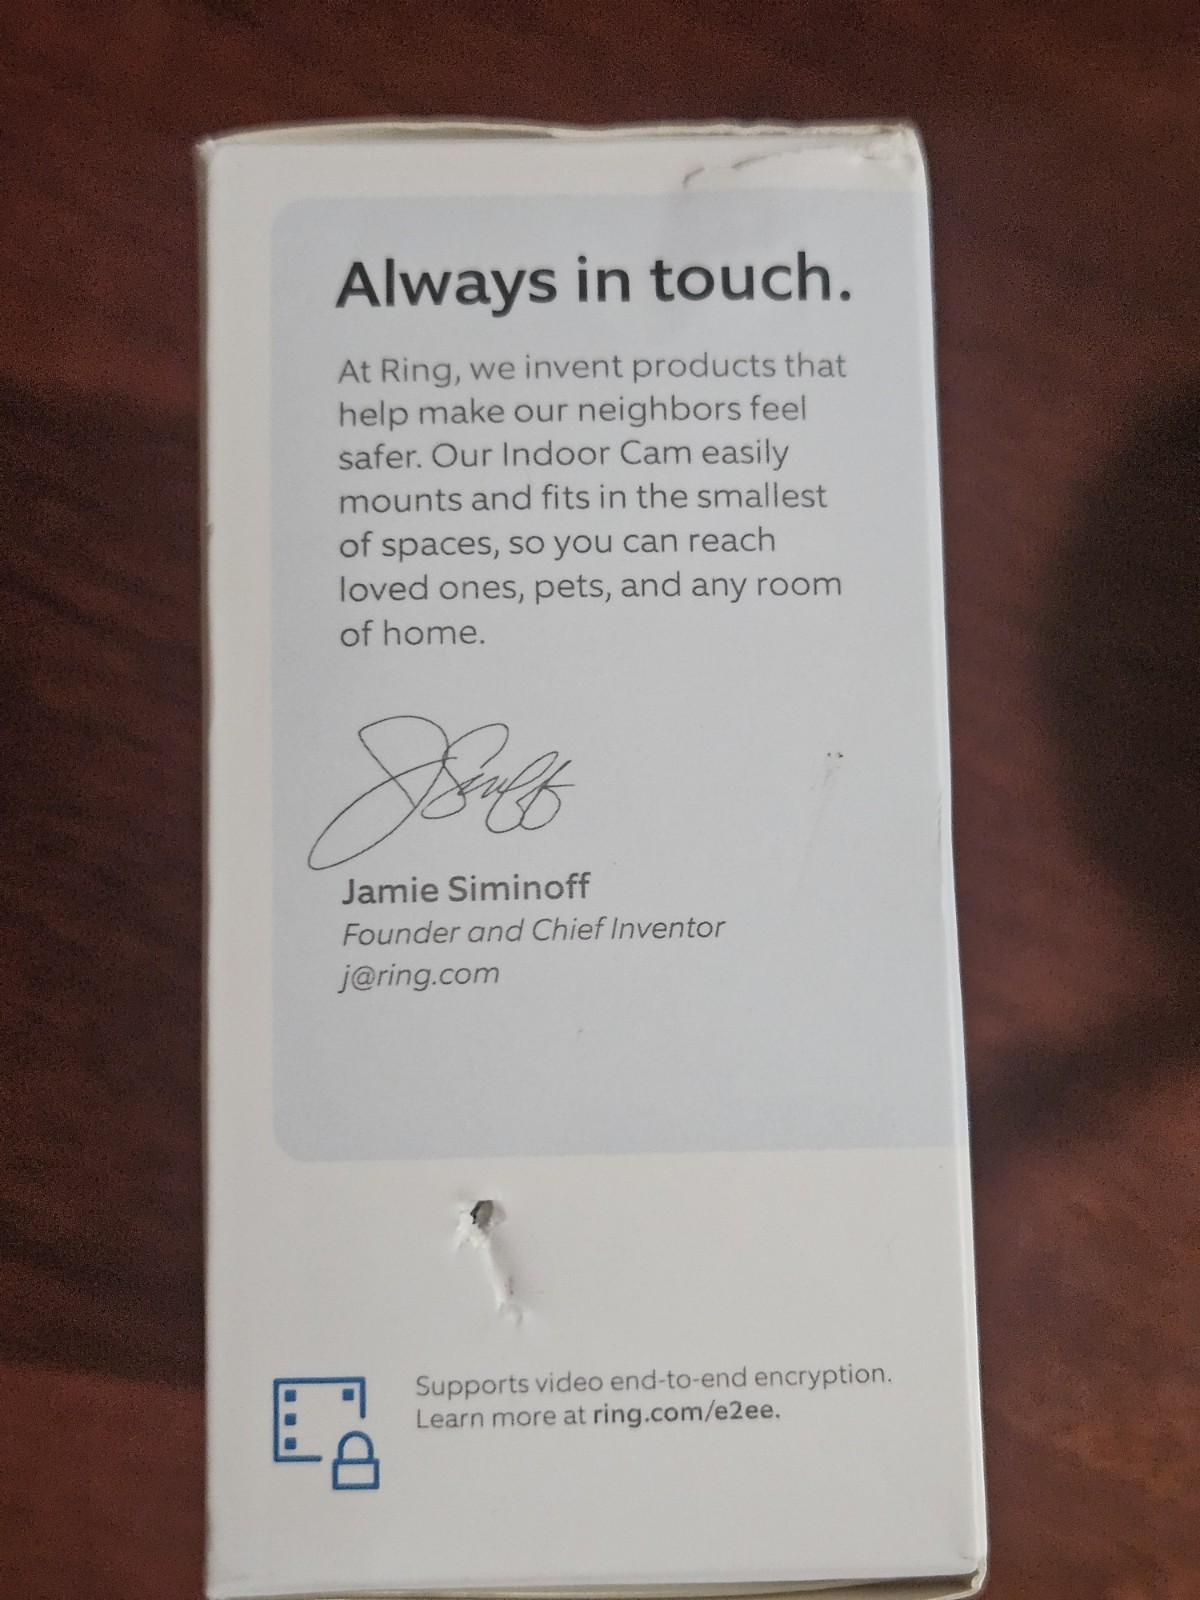 Always in touch.
At Ring, we invent products that
help make our neighbors feel
safer. Our Indoor Cam easily
mounts and fits in the smallest
of spaces, so you can reach
loved ones, pets, and any room
of home.
Jamie Siminoff
Founder and Chief Inventor
j@ring.com
Supports video end-to-end encryption.
Learn more at ring.com/e2ee.